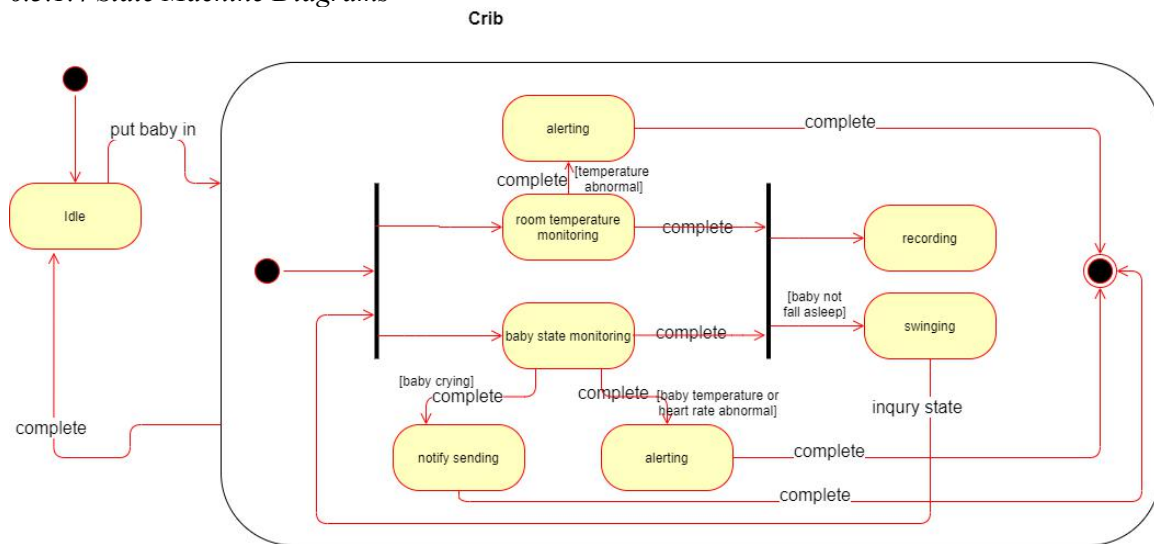 Crib
put baby in
Idle
complete
alerting
complete
complete
[temperature
abnormal]
room temperature
monitoring
complete
recording
[baby not
fall asleep]
swinging
baby state monitoring
complete
[baby crying]
complete
complete
[baby temperature or
heart rate abnormal]
inqury state
notify sending
alerting
complete
complete